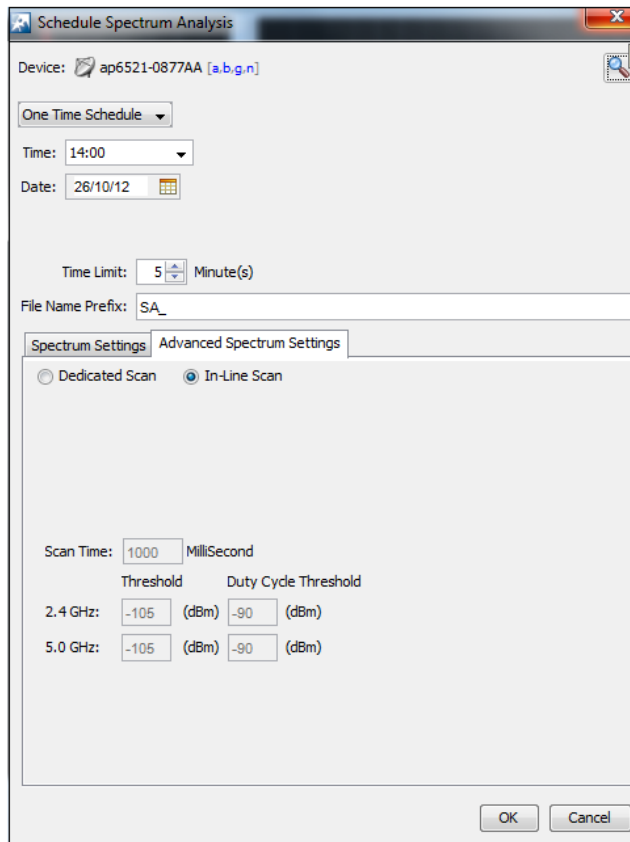 Schedule Spectrum Analysis
Device: ap6521-0877AA [a,b,g,n]
One Time Schedule
Time: 14:00
Date: 26/10/12
Time Limit: 5 Minute(s)
File Name Prefix: SA_
Spectrum Settings Advanced Spectrum Settings
Dedicated Scan In-Line Scan
Scan Time: 1000 MilliSecond
Threshold Duty Cycle Threshold
2.4 GHz: -105 (dBm) -90 (dBm)
5.0 GHz: -105 (dBm) -90 (dBm)
OK Cancel